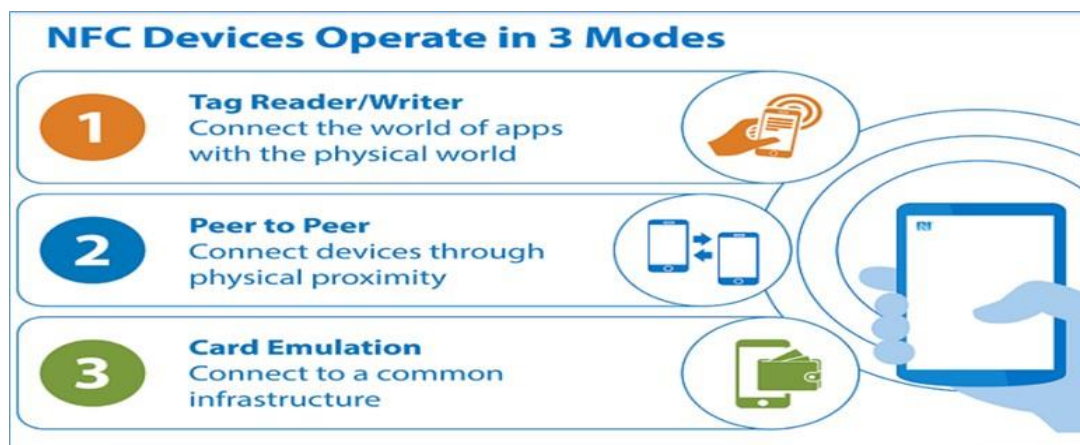 NFC Devices Operate in 3 Modes
1
Tag Reader/Writer
Connect the world of apps
with the physical world
2
Peer to Peer
Connect devices through
physical proximity
3
Card Emulation
Connect to a common
infrastructure